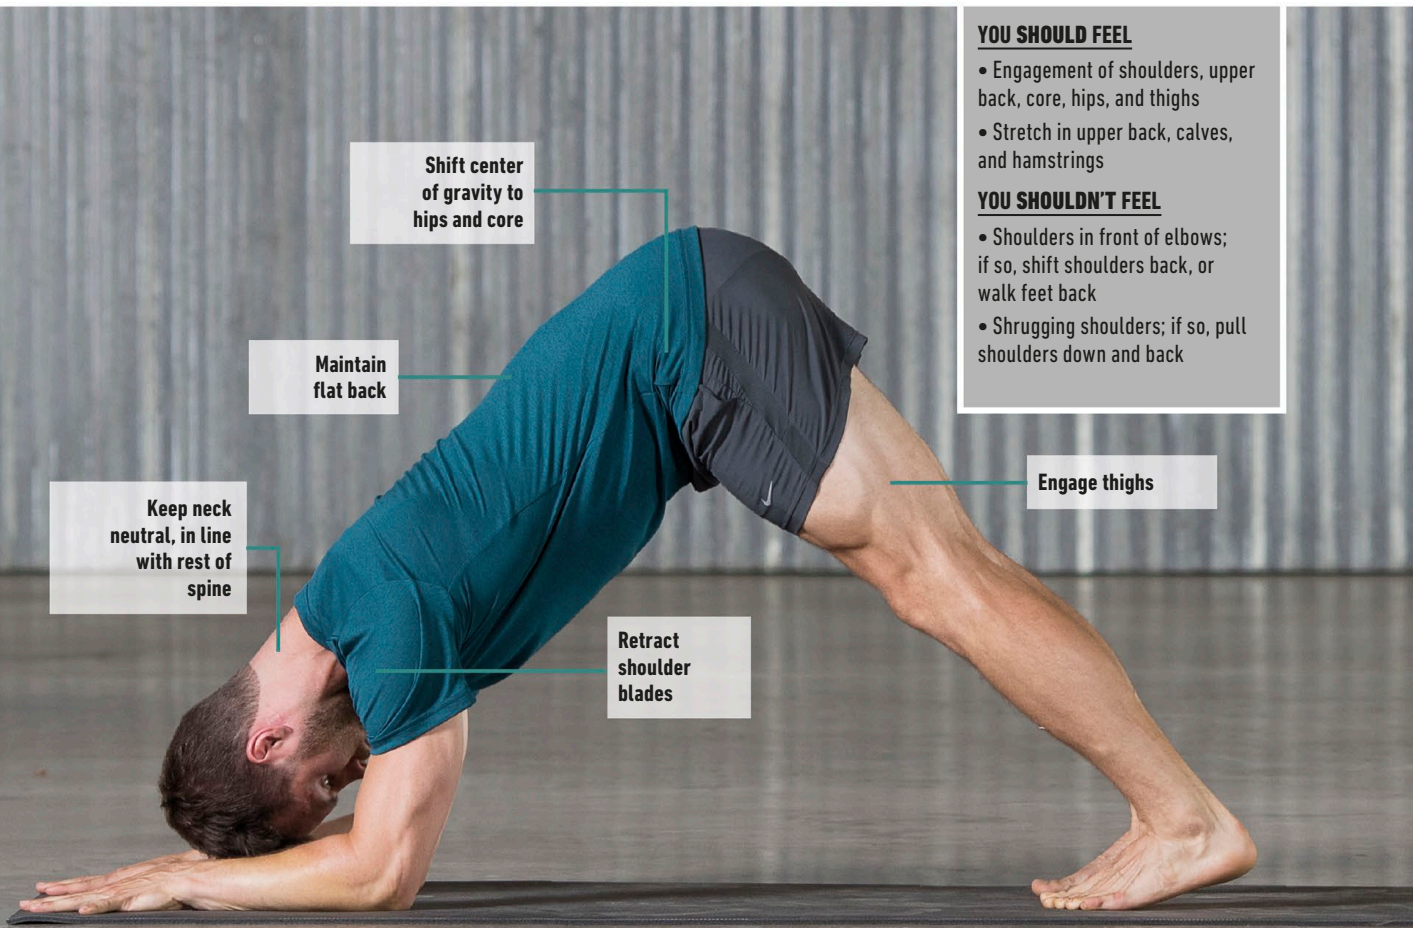 YOU SHOULD FEEL
• Engagement of shoulders, upper
back, core, hips, and thighs
• Stretch in upper back, calves,
and hamstrings
YOU SHOULDN'T FEEL
• Shoulders in front of elbows;
if so, shift shoulders back, or
walk feet back
• Shrugging shoulders; if so, pull
shoulders down and back
Shift center
of gravity to
hips and core
Maintain
flat back
Keep neck
neutral, in line
with rest of
spine
Engage thighs
Retract
shoulder
blades